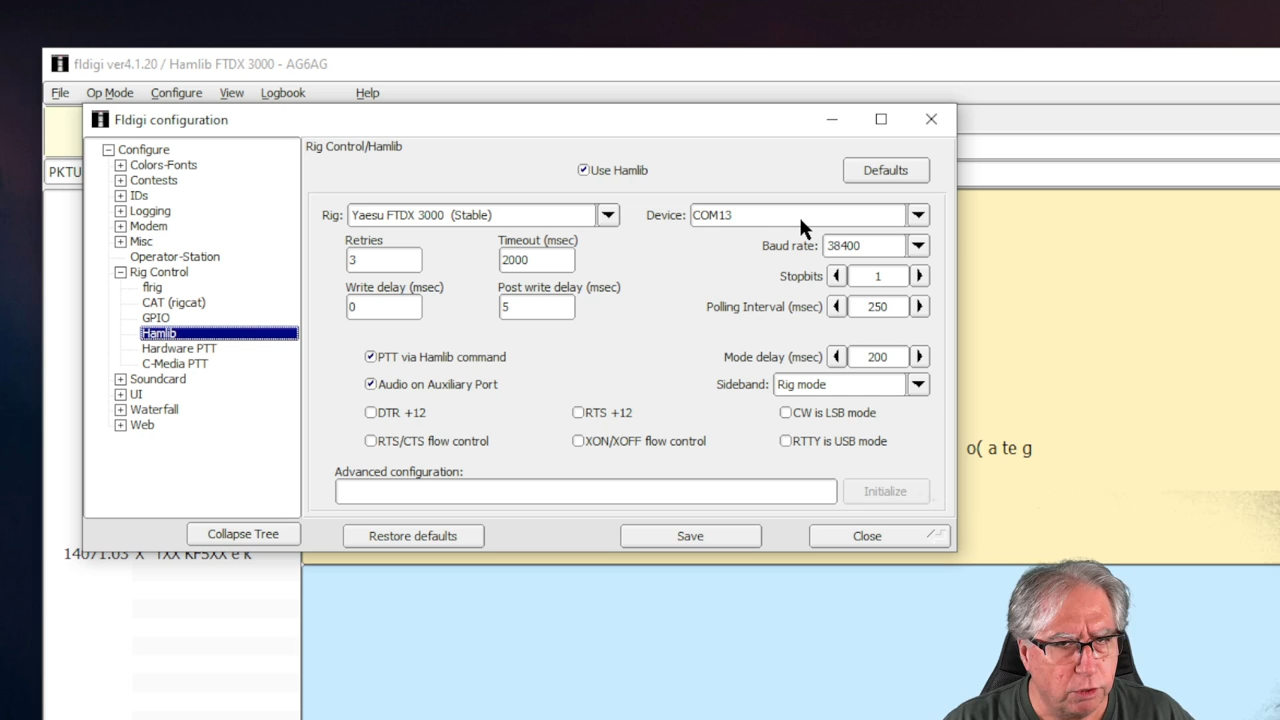 fldigi ver4.1.20 / Hamlib FTDX 3000 - AG6AG
File Op Mode Configure View Logbook Help
Fldigi configuration
PKTU
Configure
Colors-Fonts
Contests
IDs
Logging
Modem
Misc
Operator-Station
Rig Control
flrig
CAT (rigcat)
GPIO
Hamlib
Hardware PTT
C-Media PTT
Soundcard
UI
Waterfall
Web
Collapse Tree
Rig Control/Hamlib
Use Hamlib Defaults
Rig: Yaesu FTDX 3000 (Stable) Device: COM13
Retries Timeout (msec) Baud rate: 38400
3 2000
Stopbits 1
Write delay (msec) Post write delay (msec)
0 5 Polling Interval (msec) 250
PTT via Hamlib command Mode delay (msec) 200
Audio on Auxiliary Port Sideband: Rig mode
DTR +12 RTS +12 CW is LSB mode
RTS/CTS flow control XON/XOFF flow control RTTY is USB mode
Advanced configuration:
Initialize
Restore defaults Save Close
o( a te g